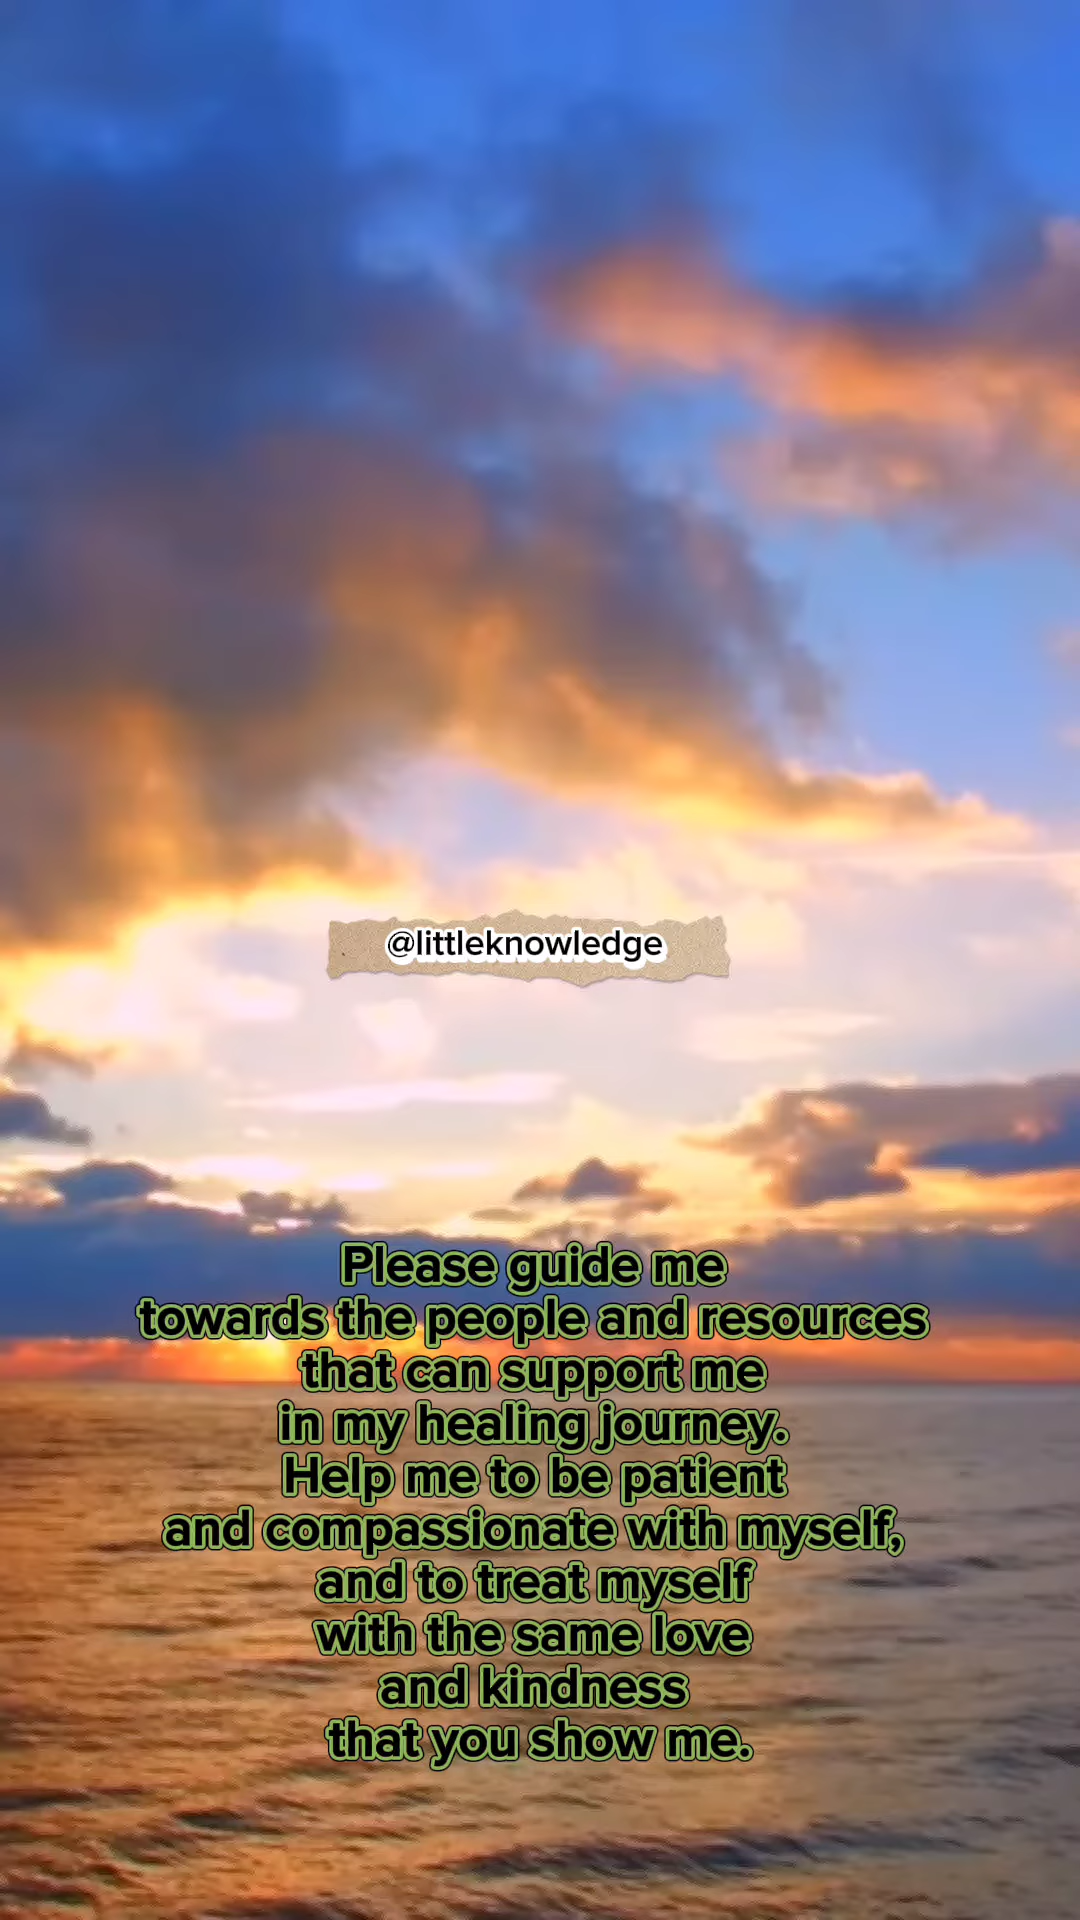 @littleknowledge
Please guide me
towards the people and resources
that can support me
in my healing journey.
Help me to be patient
and compassionate with myself,
and to treat myself
with the same love
and kindness
that you show me.